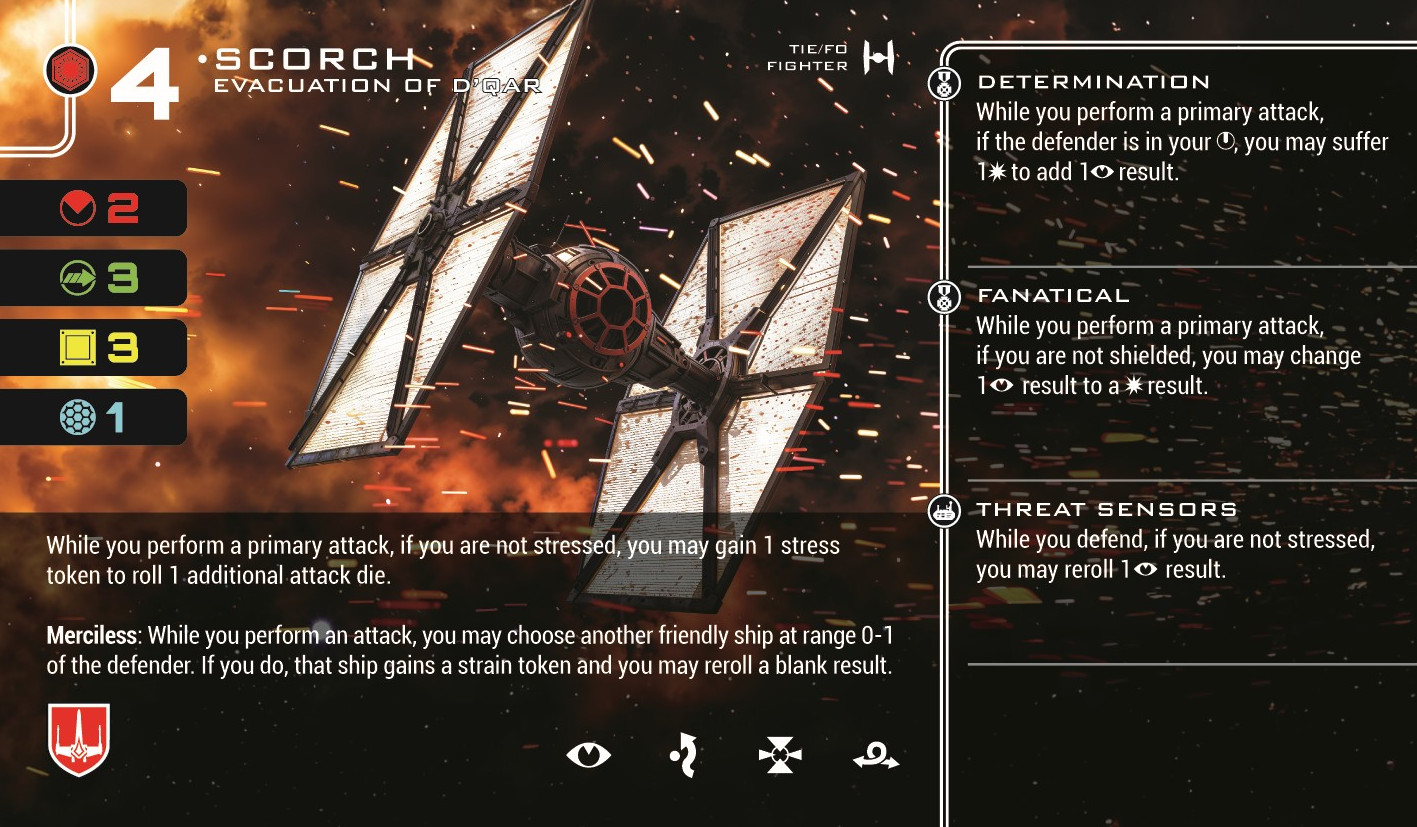 4
•SCORCH
EVACUATION OF D'QAR
TIE/FO
FIGHTER
2
3
3
1
While you perform a primary attack, if you are not stressed, you may gain 1 stress
token to roll 1 additional attack die.
Merciless: While you perform an attack, you may choose another friendly ship at range 0-1
of the defender. If you do, that ship gains a strain token and you may reroll a blank result.
DETERMINATION
While you perform a primary attack,
if the defender is in your , you may suffer
1 to add 1 result.
FANATICAL
While you perform a primary attack,
if you are not shielded, you may change
1 result to a result.
THREAT SENSORS
While you defend, if you are not stressed,
you may reroll 1 result.